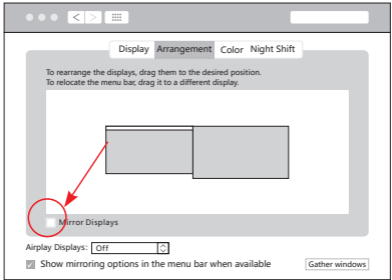 Display Arrangement Color Night Shift
To rearrange the displays, drag them to the desired position.
To relocate the menu bar, drag it to a different display.
Mirror Displays
Airplay Displays: Off
Show mirroring options in the menu bar when available
Gather windows